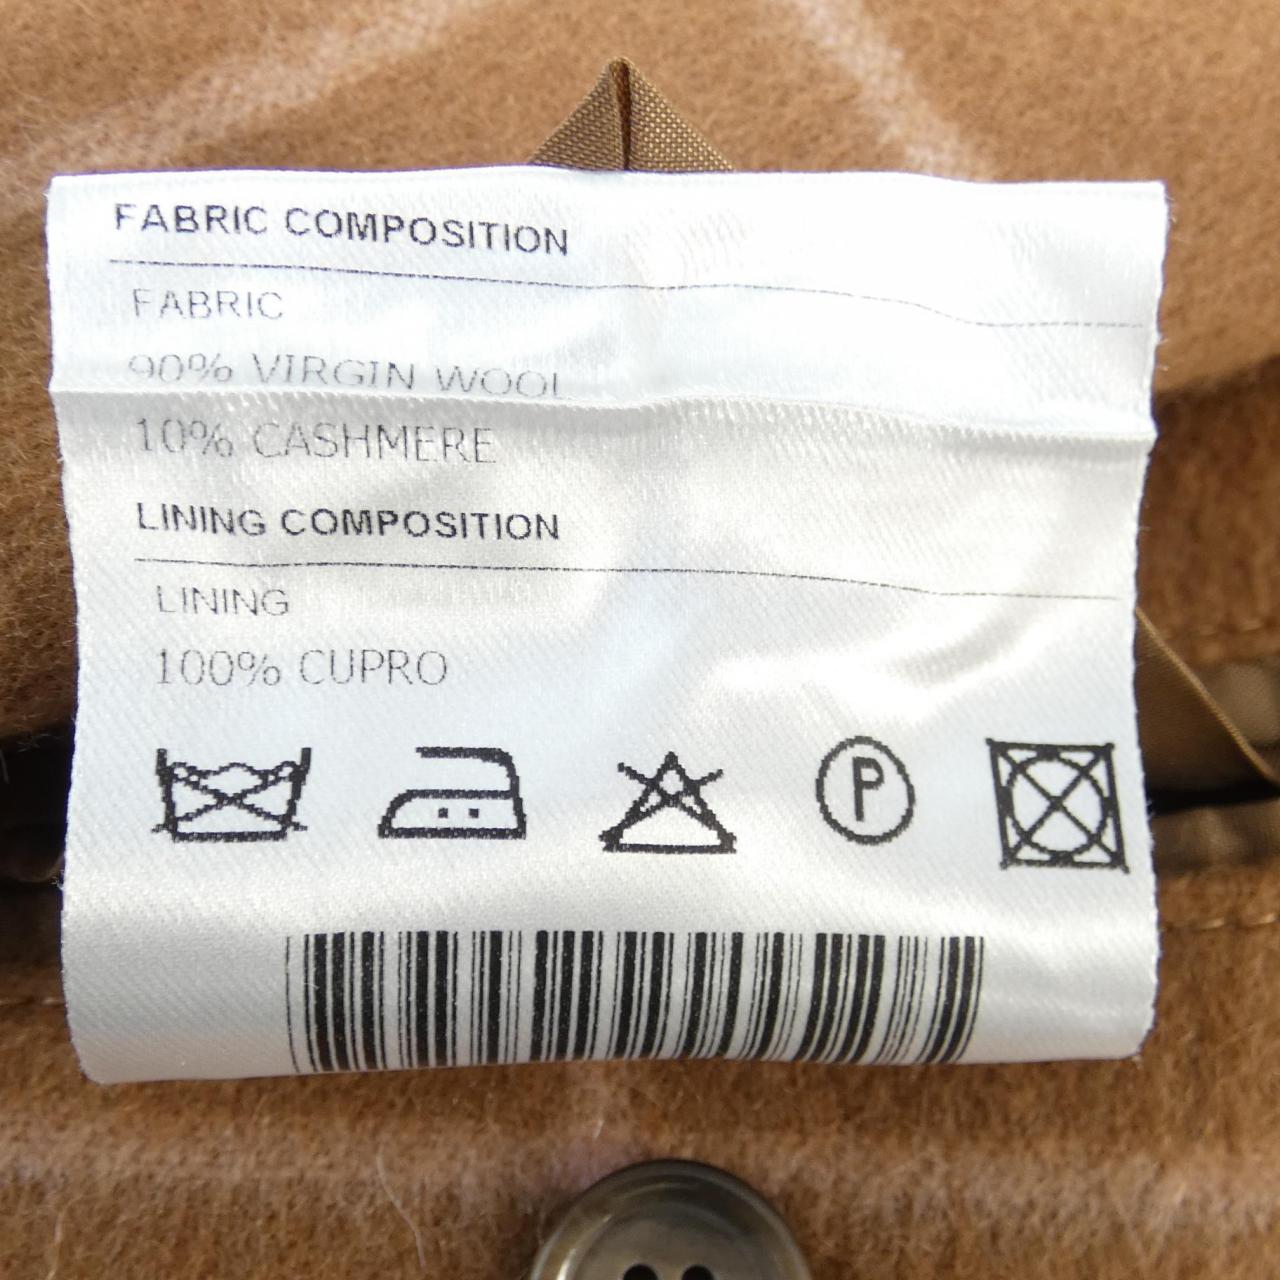 FABRIC COMPOSITION
FABRIC
90% VIRGIN WOOL
10% CASHMERE
LINING COMPOSITION
LINING
100% CUPRO
P